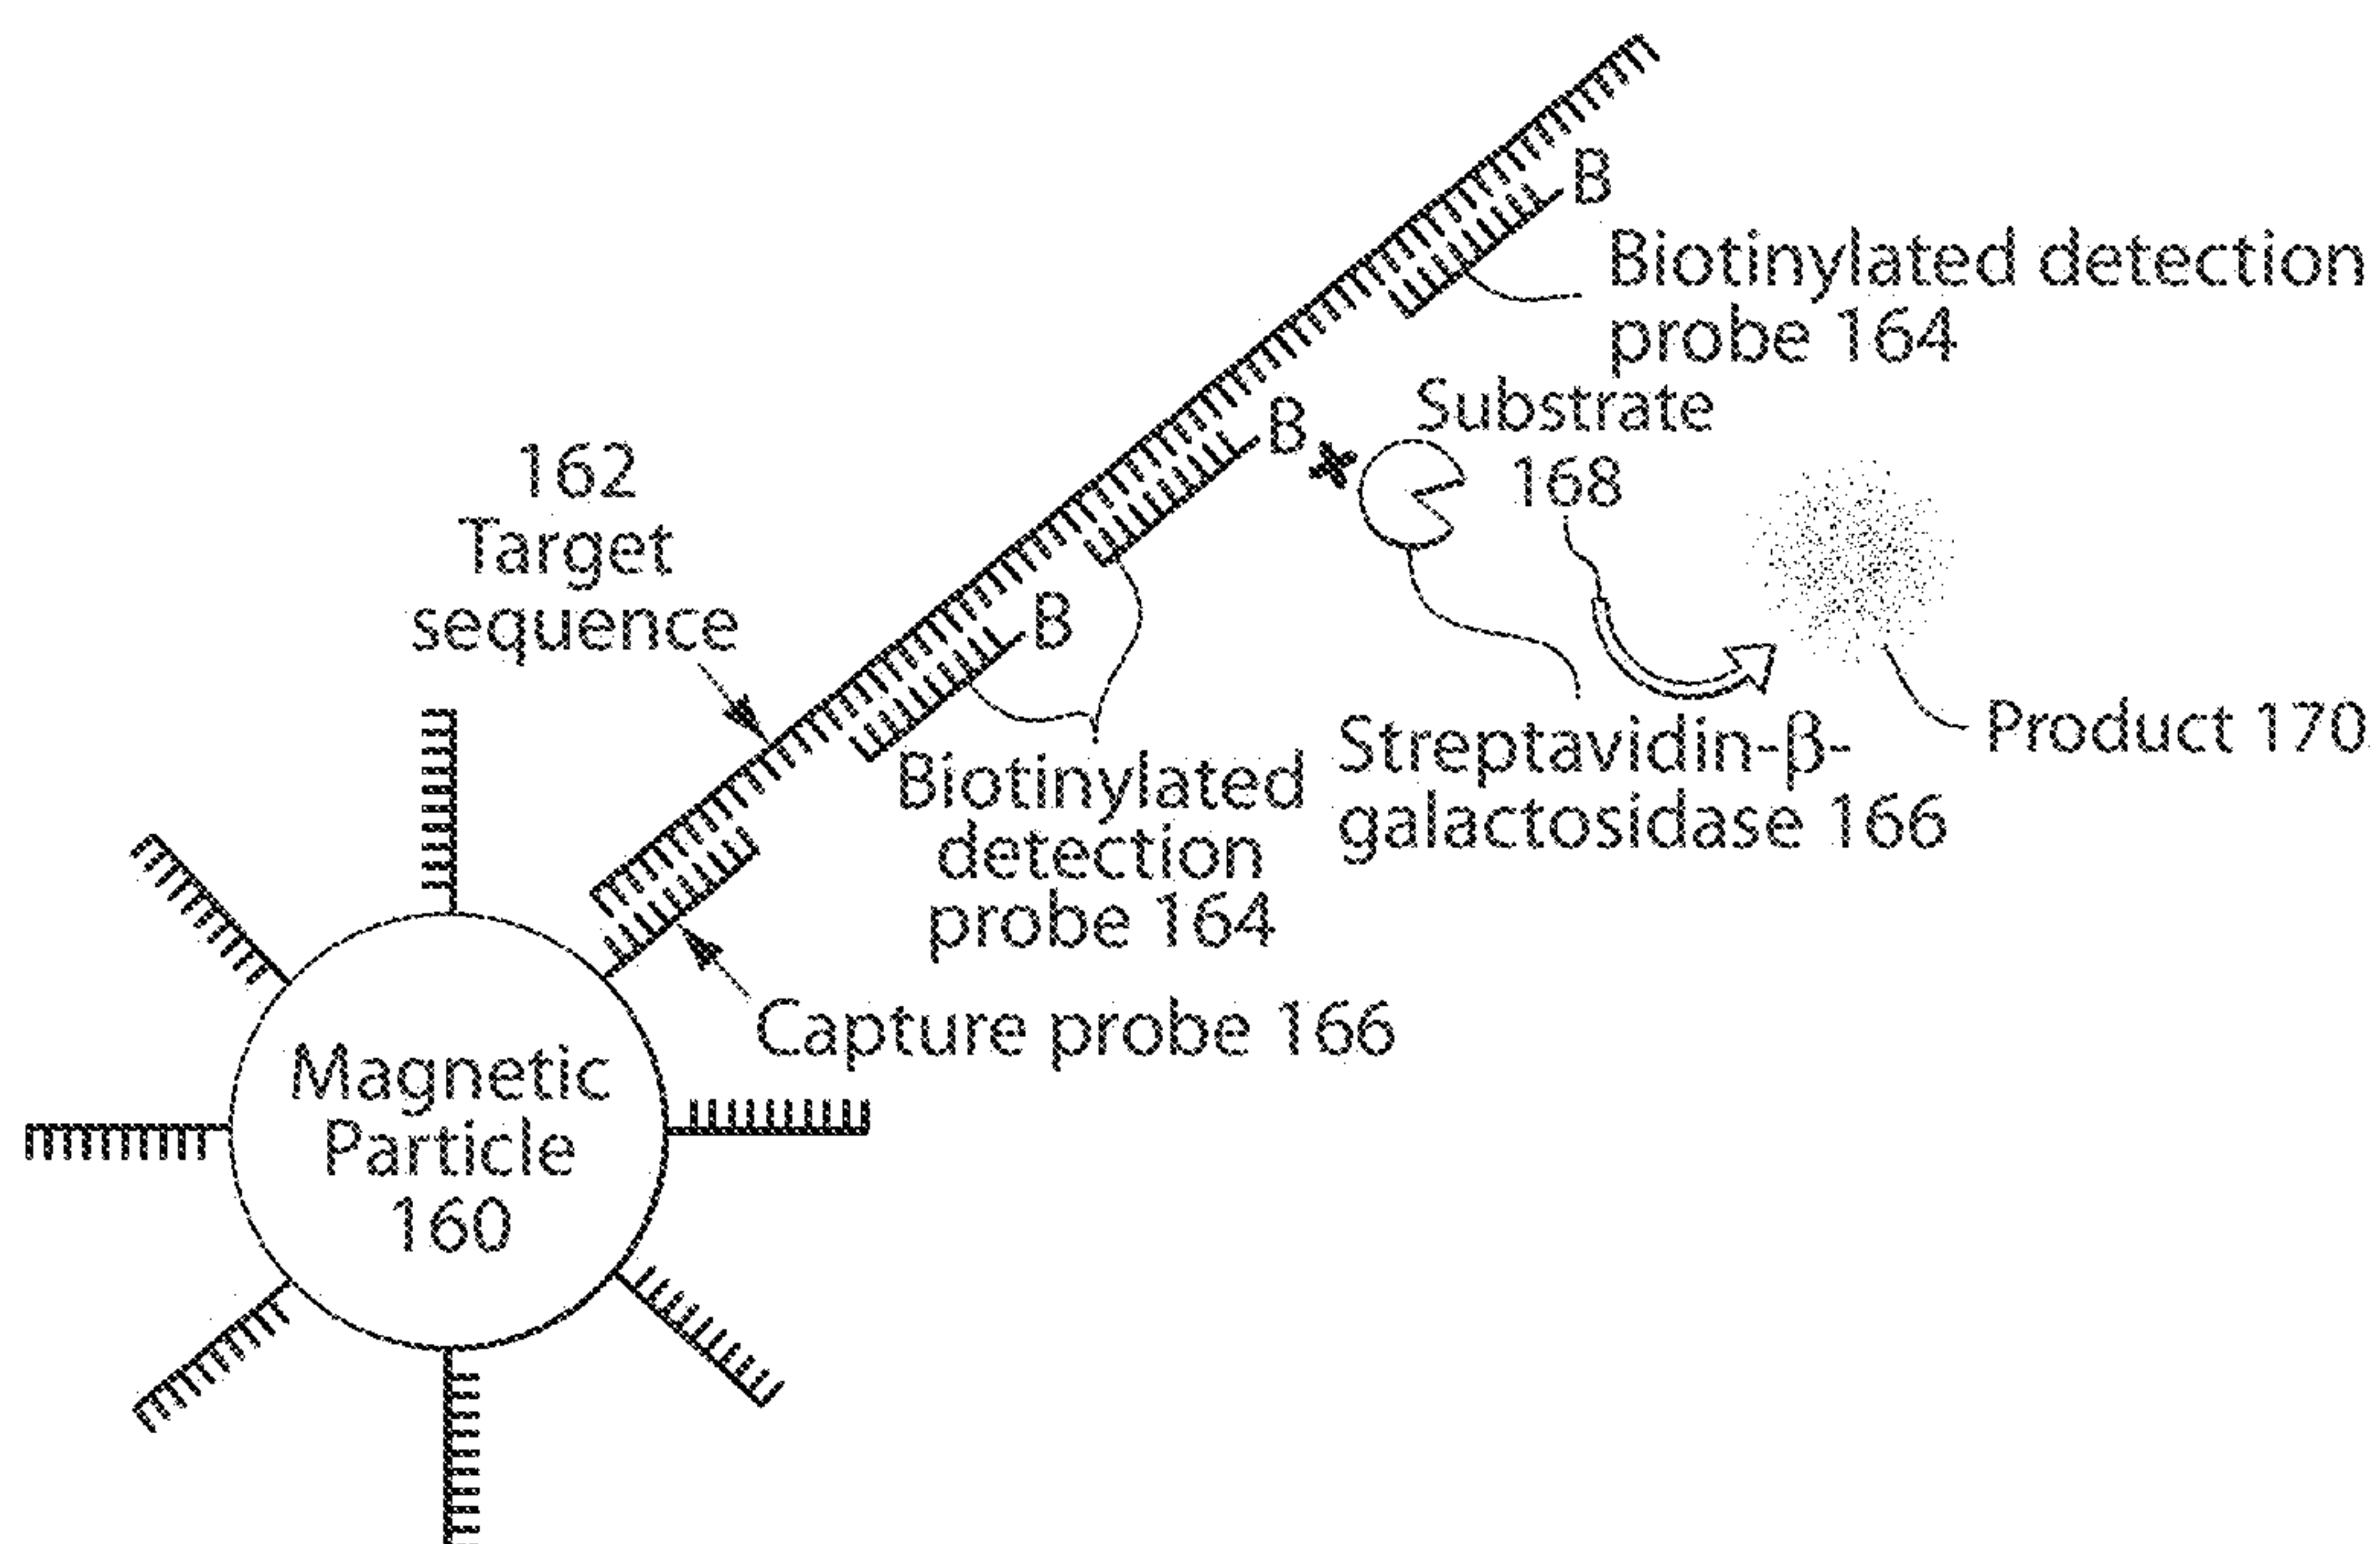 B
Biotinylated detection
probe 164
B
Substrate
168
162
Target
sequence
B
Biotinylated
detection
probe 164
Streptavidin-β-
galactosidase 166
Product 170
Capture probe 166
Magnetic
Particle
160